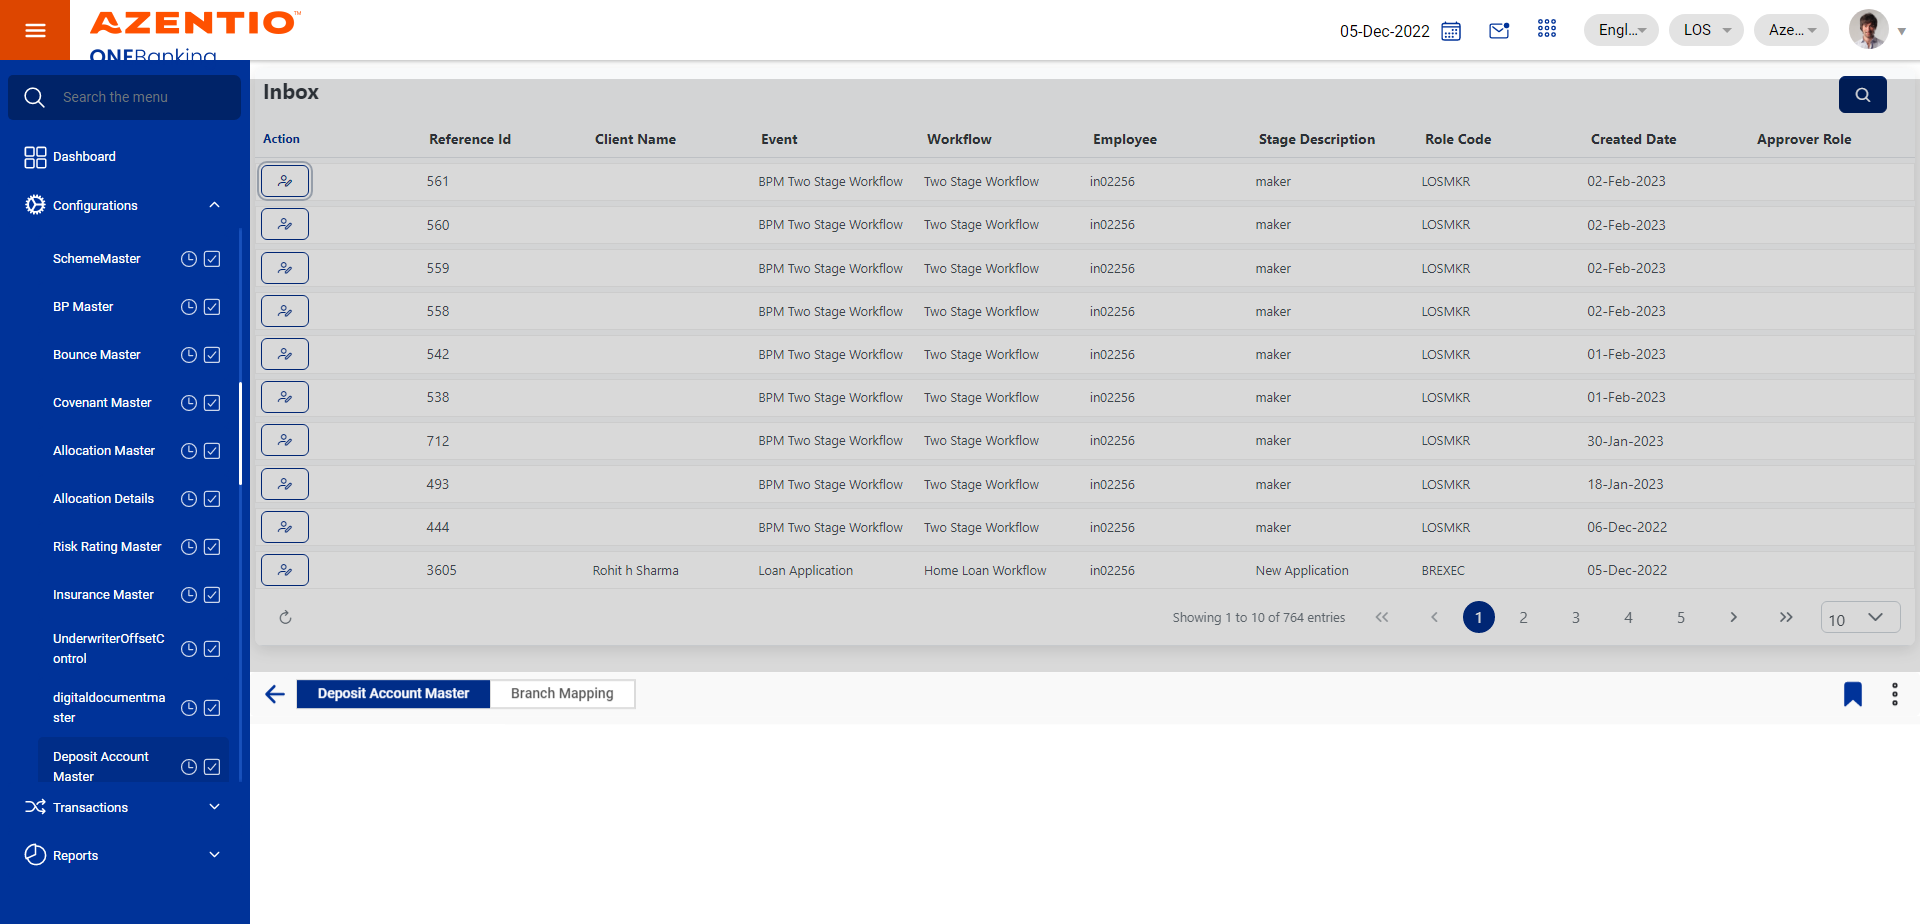 AZENTIO™
ONEBanking
05-Dec-2022
Engl...
LOS
Aze...
Search the menu
Dashboard
Configurations
SchemeMaster
BP Master
Bounce Master
Covenant Master
Allocation Master
Allocation Details
Risk Rating Master
Insurance Master
UnderwriterOffsetC
ontrol
digitaldocumentma
ster
Deposit Account
Master
Transactions
Reports
Inbox
Action Reference Id Client Name Event Workflow Employee Stage Description Role Code Created Date Approver Role
561 BPM Two Stage Workflow Two Stage Workflow in02256 maker LOSMKR 02-Feb-2023
560 BPM Two Stage Workflow Two Stage Workflow in02256 maker LOSMKR 02-Feb-2023
559 BPM Two Stage Workflow Two Stage Workflow in02256 maker LOSMKR 02-Feb-2023
558 BPM Two Stage Workflow Two Stage Workflow in02256 maker LOSMKR 02-Feb-2023
542 BPM Two Stage Workflow Two Stage Workflow in02256 maker LOSMKR 01-Feb-2023
538 BPM Two Stage Workflow Two Stage Workflow in02256 maker LOSMKR 01-Feb-2023
712 BPM Two Stage Workflow Two Stage Workflow in02256 maker LOSMKR 30-Jan-2023
493 BPM Two Stage Workflow Two Stage Workflow in02256 maker LOSMKR 18-Jan-2023
444 BPM Two Stage Workflow Two Stage Workflow in02256 maker LOSMKR 06-Dec-2022
3605 Rohit h Sharma Loan Application Home Loan Workflow in02256 New Application BREXEC 05-Dec-2022
Showing 1 to 10 of 764 entries 1 2 3 4 5 10
Deposit Account Master Branch Mapping